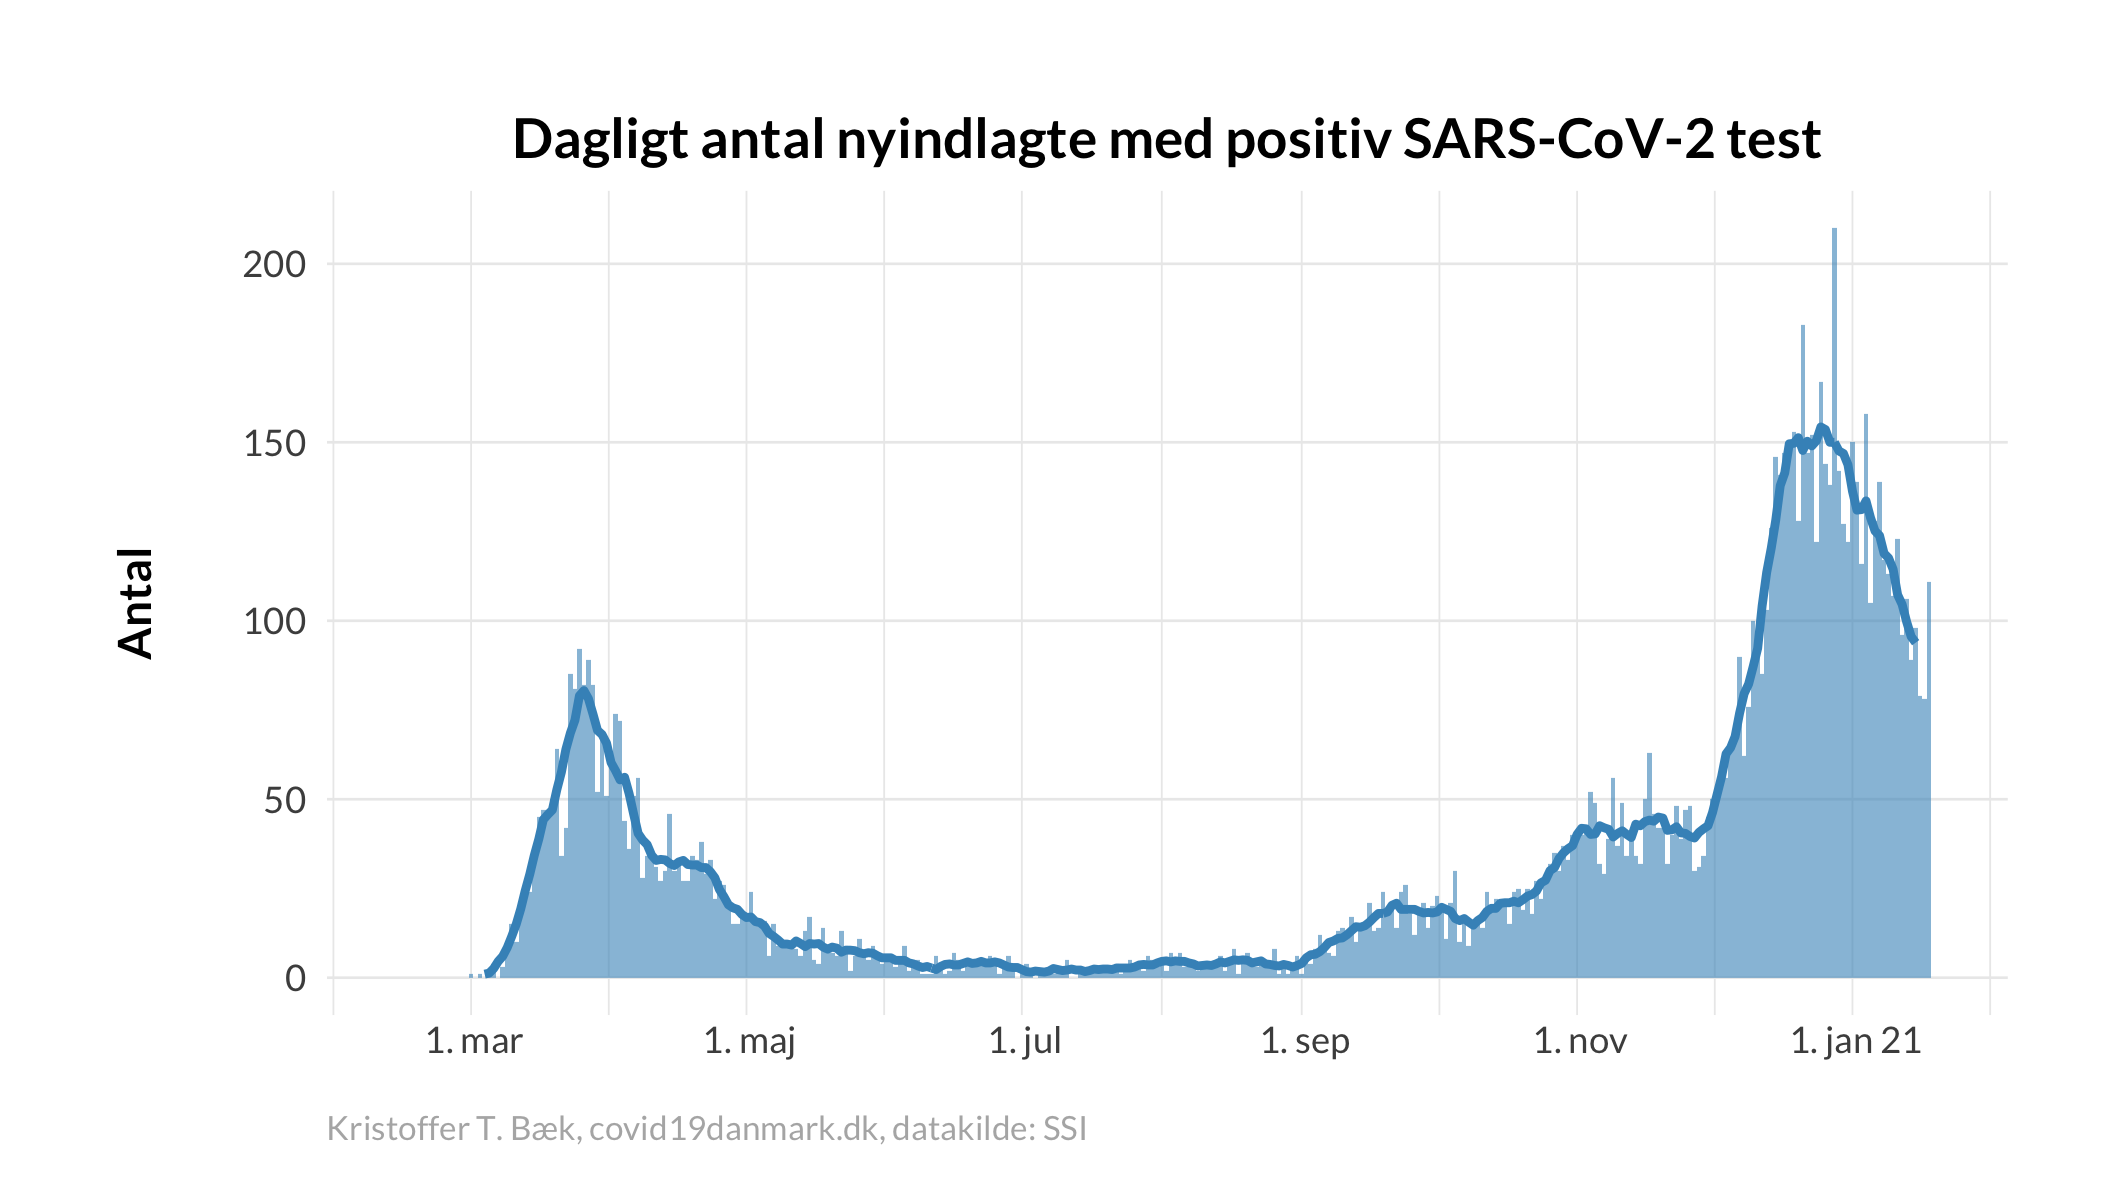 Dagligt antal nyindlagte med positiv SARS-CoV-2 test
Antal
200
150
100
50
0
1. mar
1. maj
1. jul
1. sep
1. nov
1. jan 21
Kristoffer T. Bæk, covid19danmark.dk, datakilde: SSI